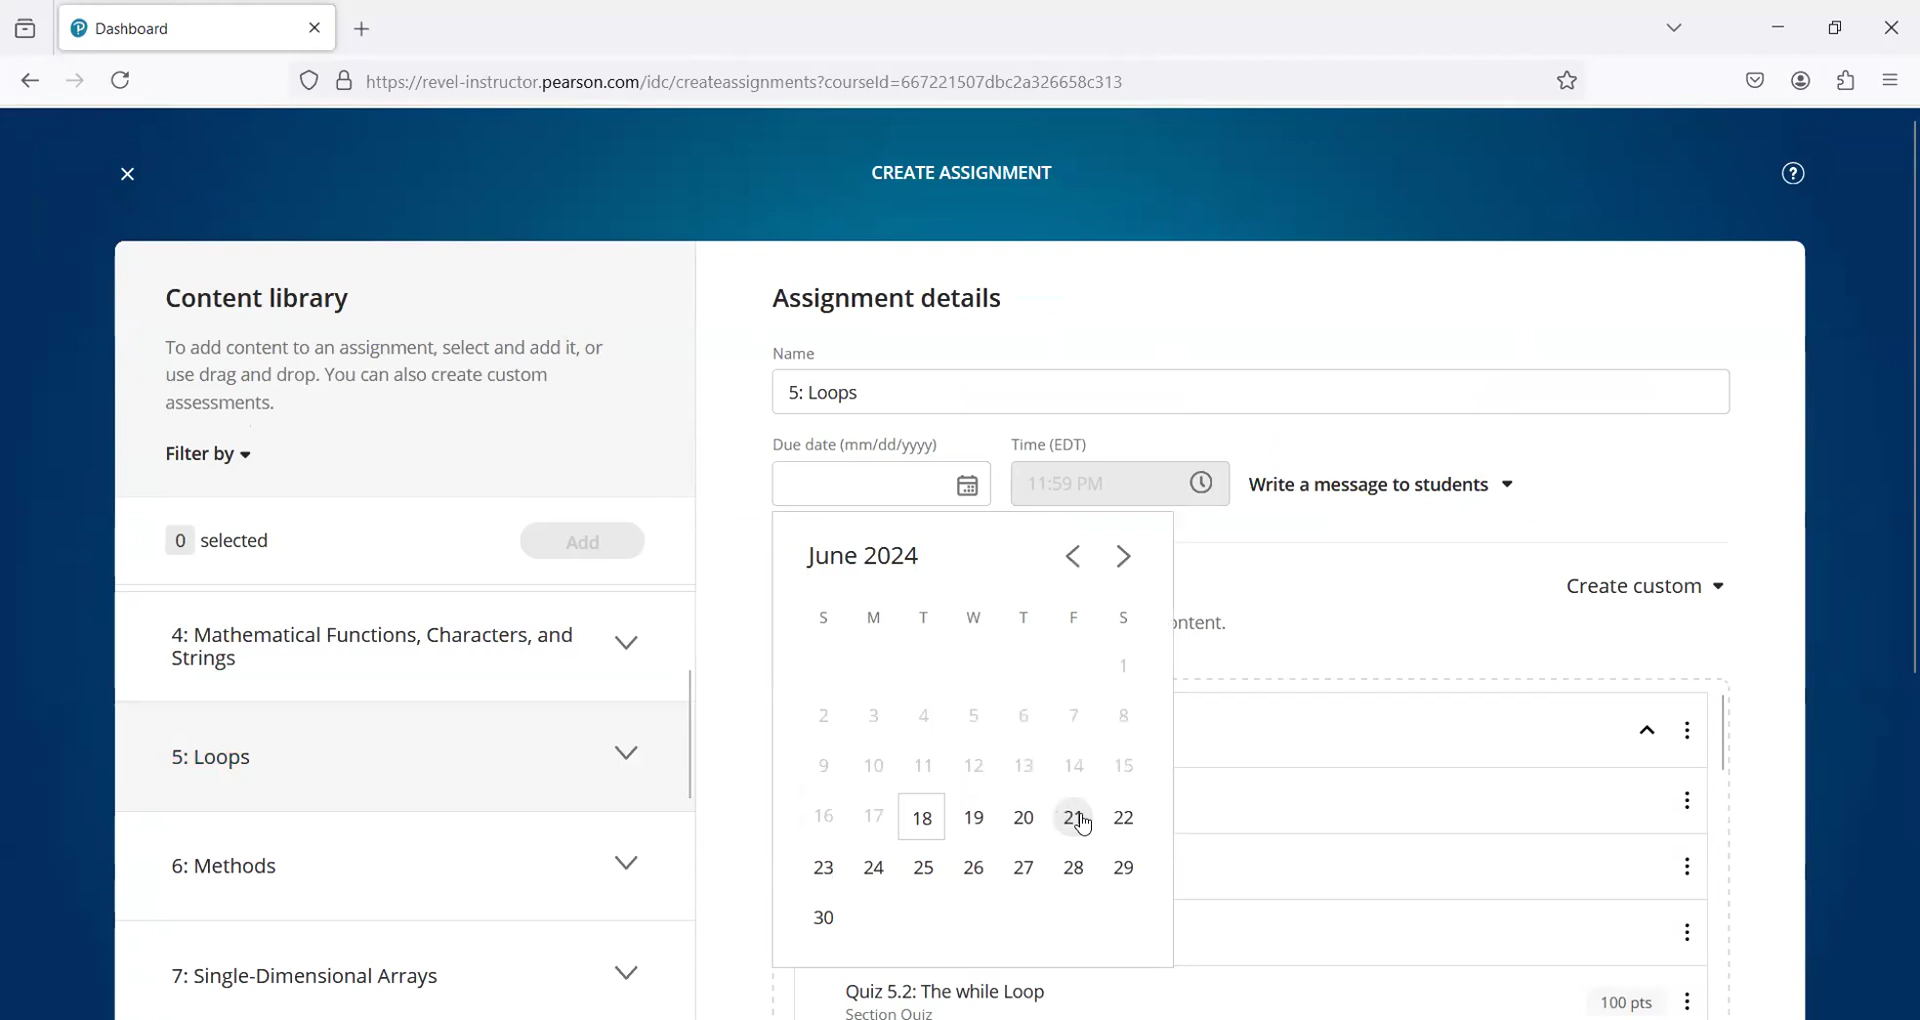 Dashboard
https://revel-instructor.pearson.com/idc/createassignments?courseId=667221507dbc2a326658c313
CREATE ASSIGNMENT
Content library
To add content to an assignment, select and add it, or
use drag and drop. You can also create custom
assessments.
Filter by
0 selected
Add
4: Mathematical Functions, Characters, and
Strings
5: Loops
6: Methods
7: Single-Dimensional Arrays
Assignment details
Name
5: Loops
Due date (mm/dd/yyyy)
Time (EDT)
11:59 PM
Write a message to students
June 2024
S M T W T F S
1
2 3 4 5 6 7 8
9 10 11 12 13 14 15
16 17 18 19 20 21 22
23 24 25 26 27 28 29
30
Create custom
Quiz 5.2: The while Loop
Section Quiz
100 pts